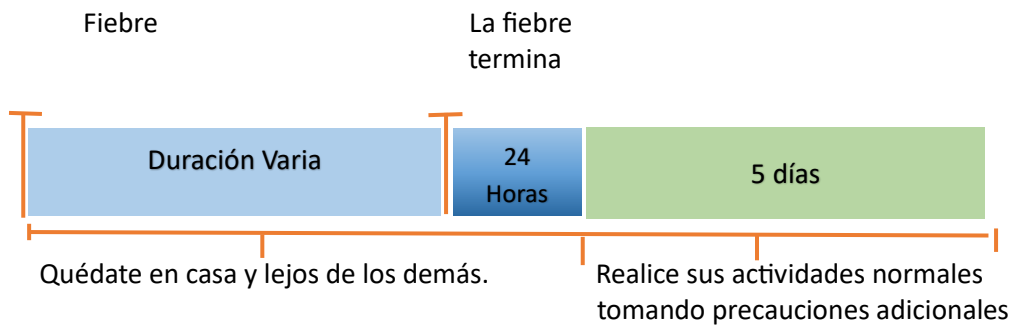 Fiebre
La fiebre
termina
Duración Varia
24
Horas
5 días
Quédate en casa y lejos de los demás.
Realice sus actividades normales
tomando precauciones adicionales